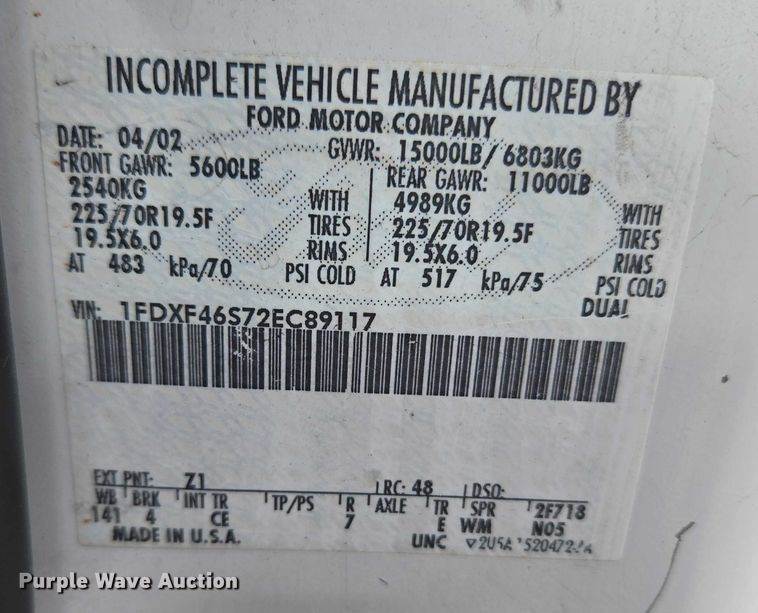 INCOMPLETE VEHICLE MANUFACTURED BY
FORD MOTOR COMPANY
DATE: 04/02 GVWR: 15000LB/ 6803KG
FRONT GAWR: 5600LB REAR GAWR: 11000LB
2540KG WITH 4989KG WITH
225/70R19.5F TIRES 225/70R19.5F TIRES
19.5X6.0 RIMS 19.5X6.0 RIMS
AT 483 kPa/70 PSI COLD AT 517 kPa/75 PSI COLD
DUAL
VIN: 1FDXF46S72EC89117
EXT PNT: Z1 RC: 48 DSO:
WB BRK INT TR TP/PS R AXLE TR SPR 2F718
141 4 CE 7 E WM N05
MADE IN U.S.A. UNC
Purple Wave Auction